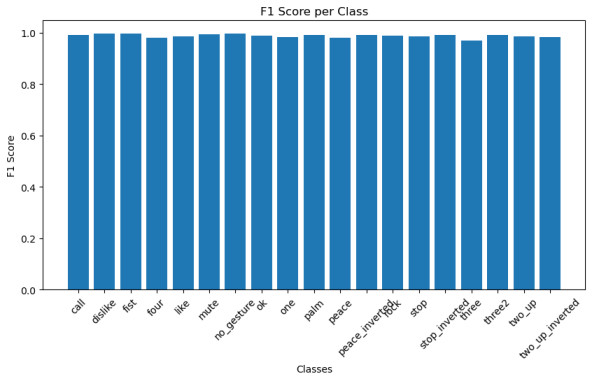 F1 Score per Class
F1 Score
1.0
0.8
0.6
0.4
0.2
0.0
call
dislike
fist
four
like
mute
no_gesture
ok
one
palm
peace
peace_inverted
rock
stop
stop_inverted
three
three2
two_up
two_up_inverted
Classes